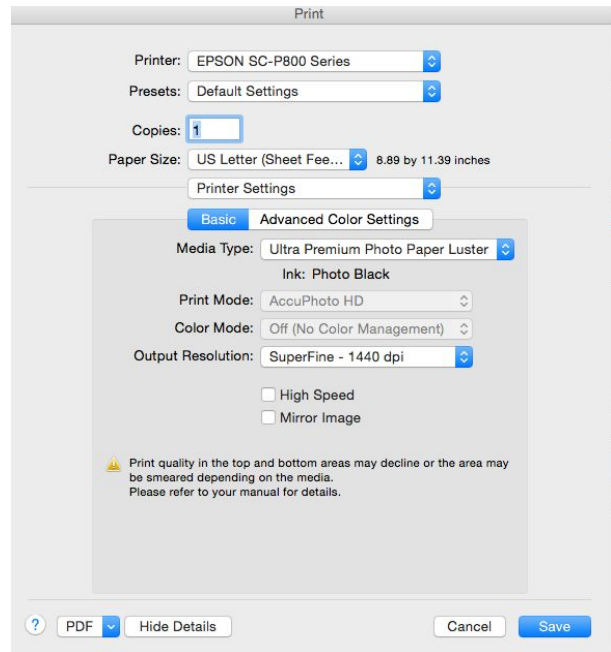 Print
Printer: EPSON SC-P800 Series
Presets: Default Settings
Copies: 1
Paper Size: US Letter (Sheet Fee... 8.89 by 11.39 inches
Printer Settings
Basic Advanced Color Settings
Media Type: Ultra Premium Photo Paper Luster
Ink: Photo Black
Print Mode: AccuPhoto HD
Color Mode: Off (No Color Management)
Output Resolution: SuperFine - 1440 dpi
High Speed
Mirror Image
Print quality in the top and bottom areas may decline or the area may
be smeared depending on the media.
Please refer to your manual for details.
? PDF Hide Details Cancel Save